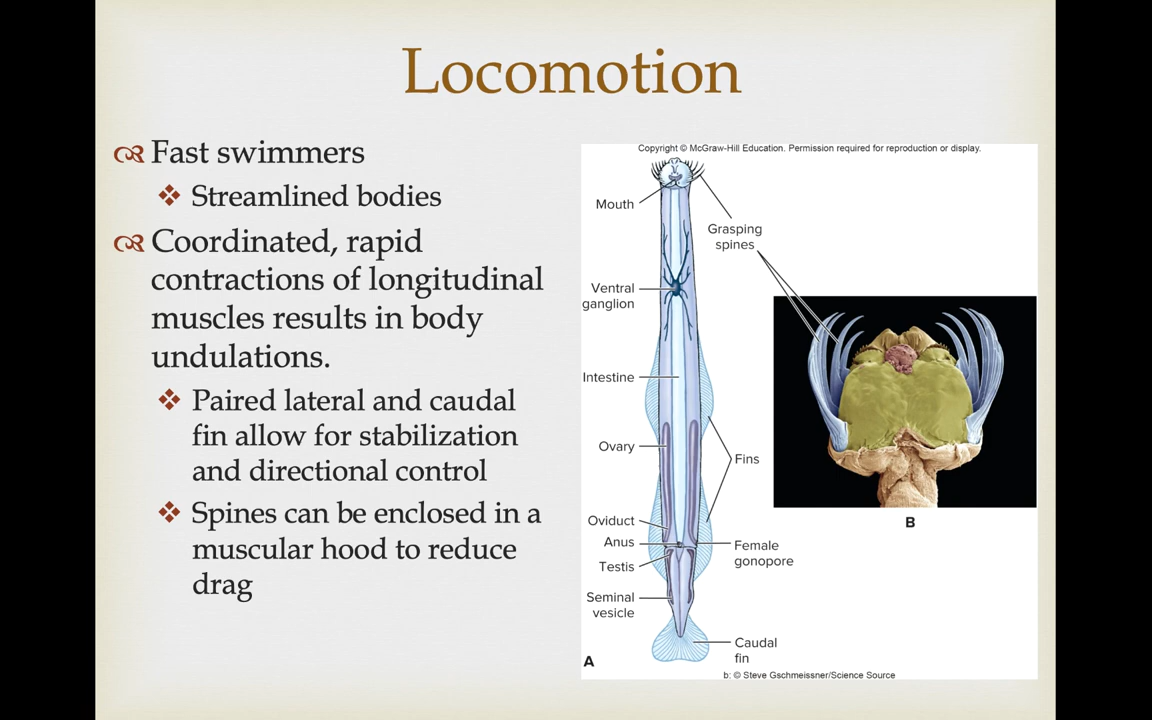 Locomotion
Fast swimmers
Streamlined bodies
Coordinated, rapid
contractions of longitudinal
muscles results in body
undulations.
Paired lateral and caudal
fin allow for stabilization
and directional control
Spines can be enclosed in a
muscular hood to reduce
drag
Copyright © McGraw-Hill Education. Permission required for reproduction or display.
Mouth
Grasping
spines
Ventral
ganglion
Intestine
Ovary
Fins
Oviduct
Anus
Testis
Female
gonopore
Seminal
vesicle
Caudal
fin
A
B
b: © Steve Gschmeissner/Science Source